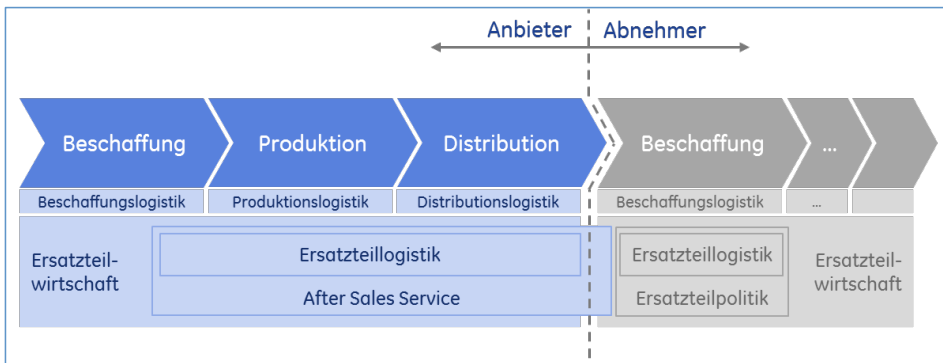 Anbieter Abnehmer
Beschaffung Produktion Distribution Beschaffung ...
Beschaffungslogistik Produktionslogistik Distributionslogistik Beschaffungslogistik ...
Ersatzteil-
wirtschaft
Ersatzteillogistik
After Sales Service
Ersatzteillogistik
Ersatzteilpolitik
Ersatzteil-
wirtschaft